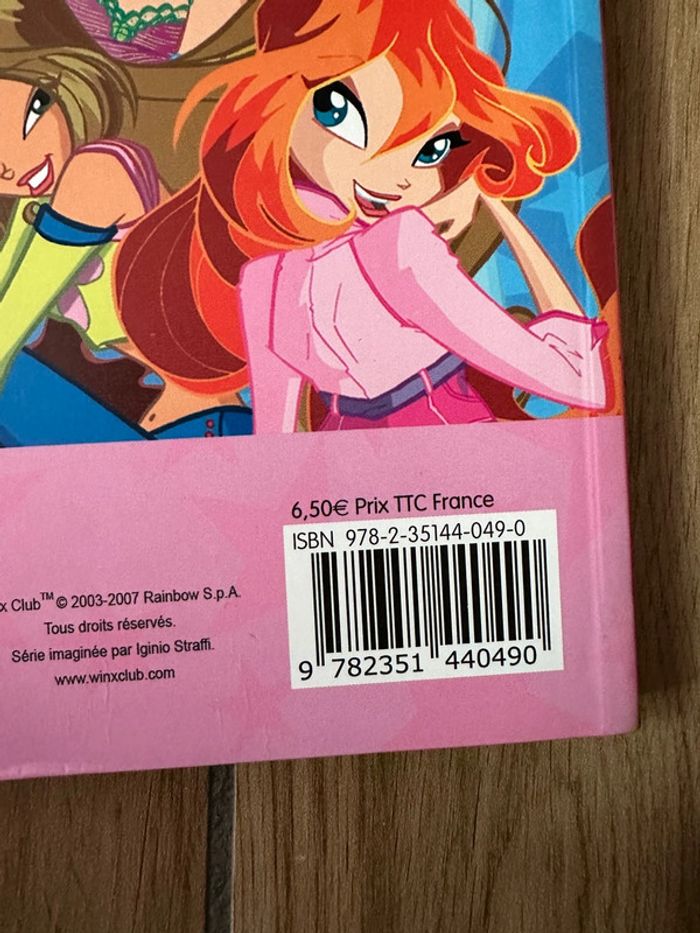 6,50€ Prix TTC France
ISBN 978-2-35144-049-0
9 782351 440490
x Club™ © 2003-2007 Rainbow S.p.A.
Tous droits réservés.
Série imaginée par Iginio Straffi.
www.winxclub.com